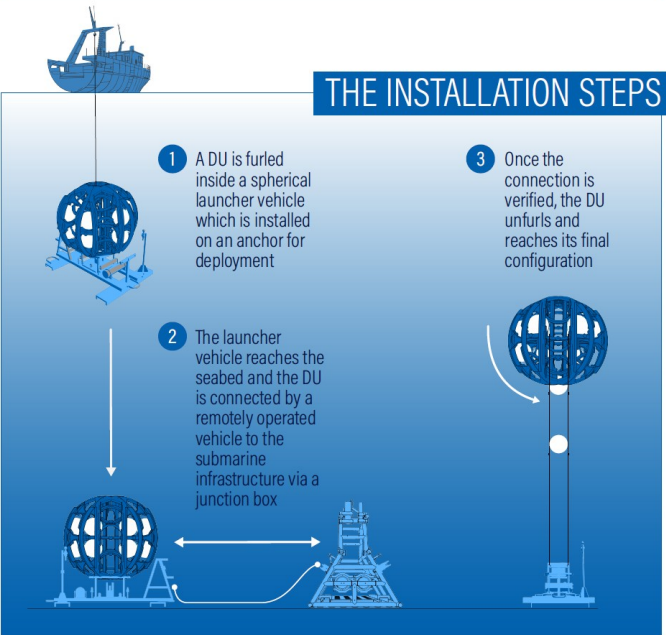 THE INSTALLATION STEPS
1
A DU is furled
inside a spherical
launcher vehicle
which is installed
on an anchor for
deployment
2
The launcher
vehicle reaches the
seabed and the DU
is connected by a
remotely operated
vehicle to the
submarine
infrastructure via a
junction box
3
Once the
connection is
verified, the DU
unfurls and
reaches its final
configuration